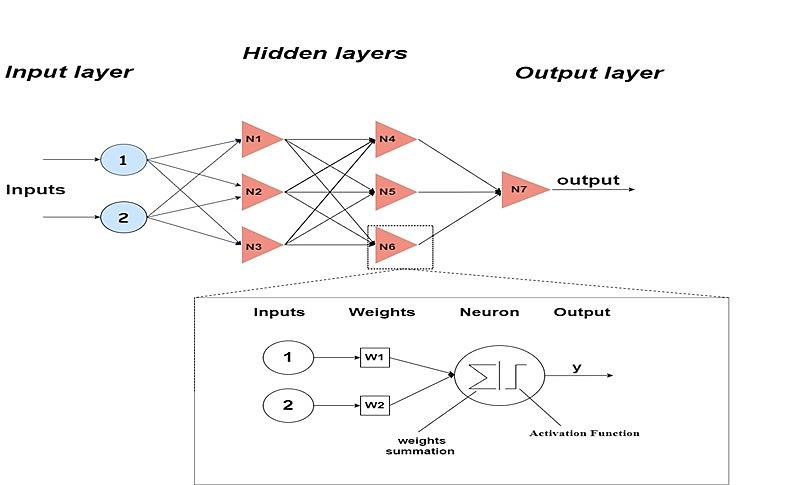 Hidden layers
Input layer
Output layer
N1
N4
1
Inputs
N2
N5
N7
output
2
N3
N6
Inputs Weights Neuron Output
1
W1
y
2
W2
weights
summation
Activation Function